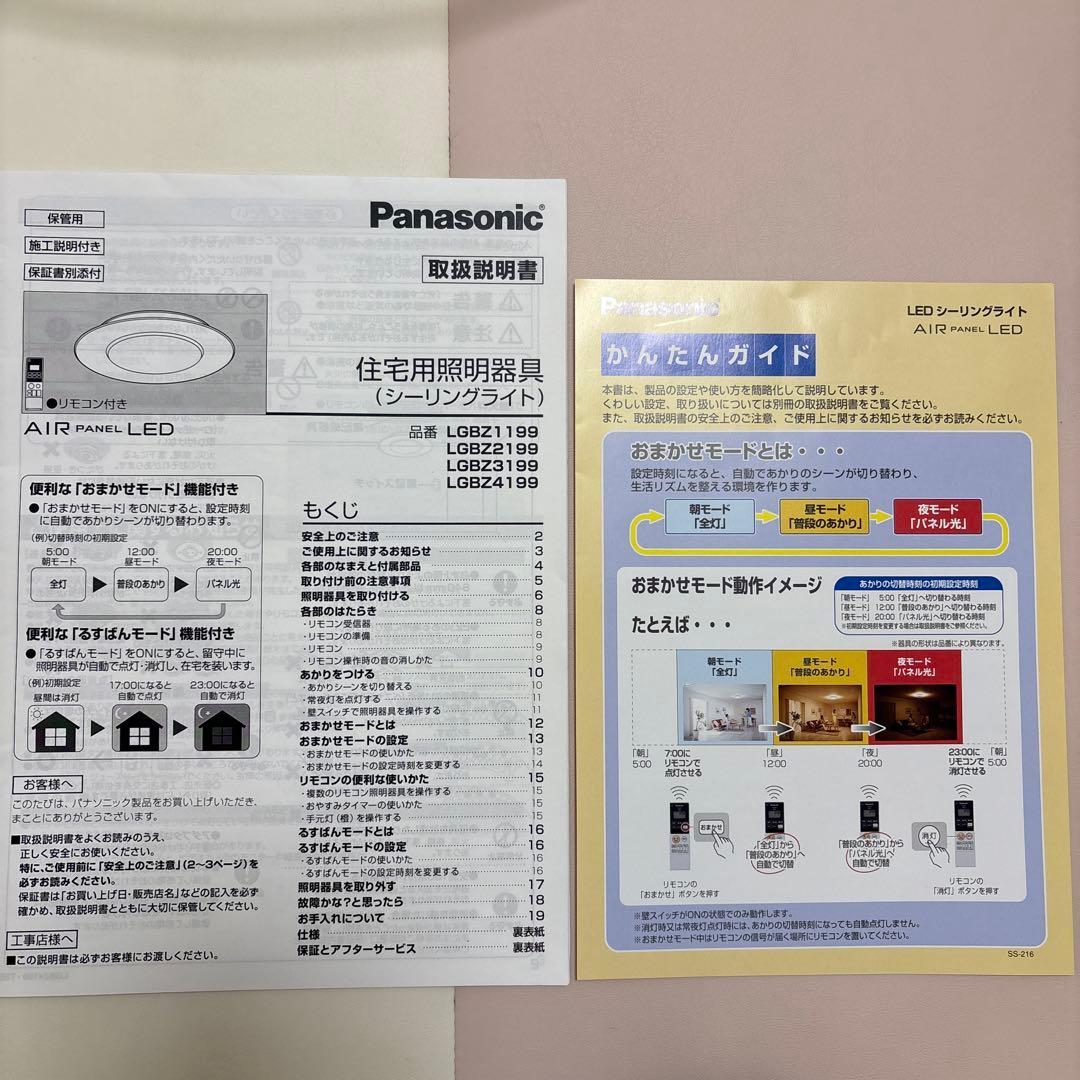 保管用
施工説明付き
保証書別添付
Panasonic®
取扱説明書
●リモコン付き
住宅用照明器具
（シーリングライト）
AIR PANEL LED
品番 LGBZ1199
LGBZ2199
LGBZ3199
LGBZ4199
便利な「おまかせモード」機能付き
●「おまかせモード」をONにすると、設定時刻
に自動であかりシーンが切り替わります。
（例）切替時刻の初期設定
5:00 12:00 20:00
朝モード 昼モード 夜モード
全灯 普段のあかり パネル光
便利な「るすばんモード」機能付き
●「るすばんモード」をONにすると、留守中に
照明器具が自動で点灯・消灯し、在宅を装います。
（例）初期設定
昼間は消灯 17:00になると 23:00になると
自動で点灯 自動で消灯
お客様へ
このたびは、パナソニック製品をお買い上げいただき、
まことにありがとうございます。
■取扱説明書をよくお読みのうえ、
正しく安全にお使いください。
特に、ご使用前に「安全上のご注意」（2～3ページ）を
必ずお読みください。
保証書は「お買い上げ日・販売店名」などの記入を必ず
確かめ、取扱説明書とともに大切に保管してください。
工事店様へ
■この説明書は必ずお客様にお渡しください。
もくじ
安全上のご注意 2
ご使用上に関するお知らせ 3
各部のなまえと付属部品 4
取り付け前の注意事項 5
照明器具を取り付ける 6
各部のはたらき 8
・リモコン受信器 8
・リモコンの準備 8
・リモコン 9
・リモコン操作時の音の消しかた 9
あかりをつける 10
・あかりシーンを切り替える 10
・常夜灯を点灯する 11
・壁スイッチで照明器具を操作する 11
おまかせモードとは 12
おまかせモードの設定 13
・おまかせモードの使いかた 13
・おまかせモードの設定時刻を変更する 14
リモコンの便利な使いかた 15
・複数のリモコン照明器具を操作する 15
・おやすみタイマーの使いかた 15
・手元灯（橙）を操作する 15
るすばんモードとは 16
るすばんモードの設定 16
・るすばんモードの使いかた 16
・るすばんモードの設定時刻を変更する 16
照明器具を取り外す 17
故障かな？と思ったら 18
お手入れについて 19
仕様 裏表紙
保証とアフターサービス 裏表紙
Panasonic
LED シーリングライト
AIR PANEL LED
かんたんガイド
本書は、製品の設定や使い方を簡略化して説明しています。
くわしい設定、取り扱いについては別冊の取扱説明書をご覧ください。
また、取扱説明書の安全上のご注意、ご使用上に関するお知らせを必ずお読みください。
おまかせモードとは・・・
設定時刻になると、自動であかりのシーンが切り替わり、
生活リズムを整える環境を作ります。
朝モード 昼モード 夜モード
「全灯」 「普段のあかり」 「パネル光」
おまかせモード動作イメージ
あかりの切替時刻の初期設定時刻
「朝モード」 5:00「全灯」へ切り替わる時刻
「昼モード」 12:00「普段のあかり」へ切り替わる時刻
「夜モード」 20:00「パネル光」へ切り替わる時刻
※初期設定時刻を変更する場合は取扱説明書をご参照ください。
たとえば・・・
※器具の形状は品番により異なります。
朝モード 昼モード 夜モード
「全灯」 「普段のあかり」 「パネル光」
「朝」 7:00に 「昼」 「夜」 23:00に 「朝」
5:00 リモコンで 12:00 20:00 リモコンで 5:00
点灯させる 消灯させる
おまかせ
消灯
「全灯」から 「普段のあかり」から
「普段のあかり」へ 「パネル光」へ
自動で切替 自動で切替
リモコンの リモコンの
「おまかせ」ボタンを押す 「消灯」ボタンを押す
※壁スイッチがONの状態でのみ動作します。
※消灯時又は常夜灯点灯時には、あかりの切替時刻になっても自動点灯しません。
※おまかせモード中はリモコンの信号が届く場所にリモコンを置いてください。
SS-216